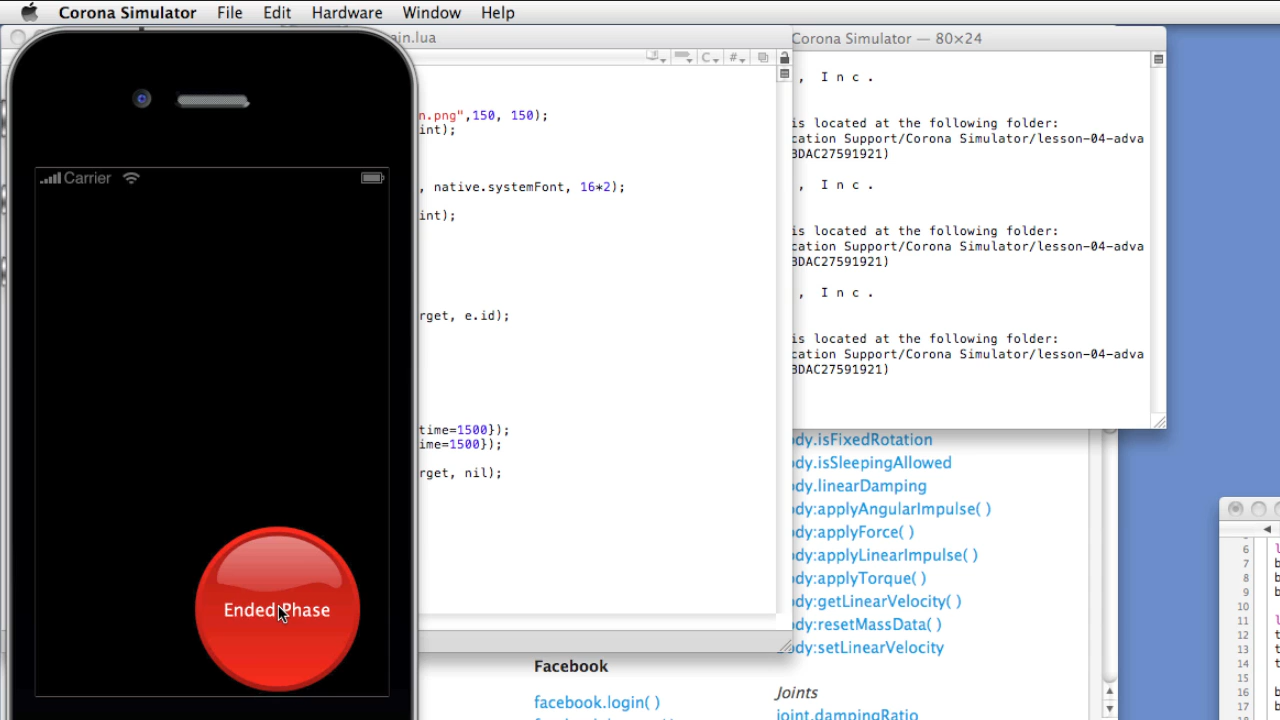 Corona Simulator File Edit Hardware Window Help
ain.lua
Corona Simulator — 80×24
Carrier
n.png",150, 150);
int);
, native.systemFont, 16*2);
int);
rget, e.id);
time=1500});
ime=1500});
rget, nil);
Ended Phase
, I n c .
is located at the following folder:
cation Support/Corona Simulator/lesson-04-adva
3DAC27591921)
, I n c .
is located at the following folder:
cation Support/Corona Simulator/lesson-04-adva
3DAC27591921)
, I n c .
is located at the following folder:
cation Support/Corona Simulator/lesson-04-adva
3DAC27591921)
ody.isFixedRotation
ody.isSleepingAllowed
ody.linearDamping
ody:applyAngularImpulse( )
ody:applyForce( )
ody:applyLinearImpulse( )
ody:applyTorque( )
ody:getLinearVelocity( )
ody:resetMassData( )
ody:setLinearVelocity
Facebook
facebook.login( )
Joints
joint.dampingRatio
6 l
7 b
8 b
9 b
10
11 l
12 t
13 t
14 t
15
16 b
17 b